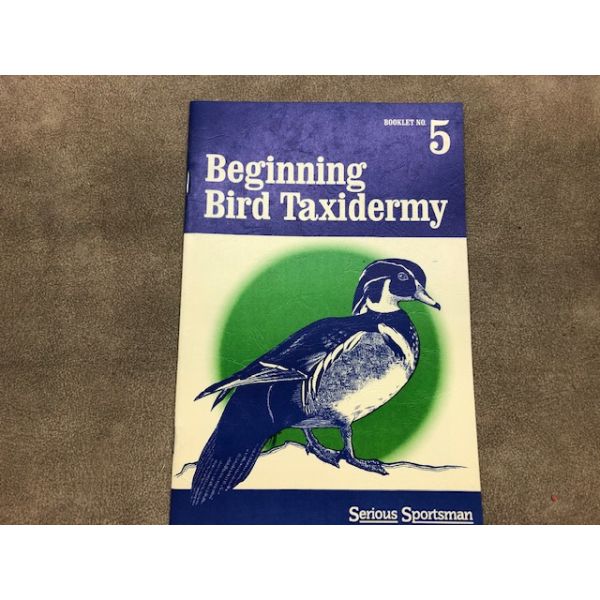 BOOKLET NO. 5
Beginning
Bird Taxidermy
Serious Sportsman